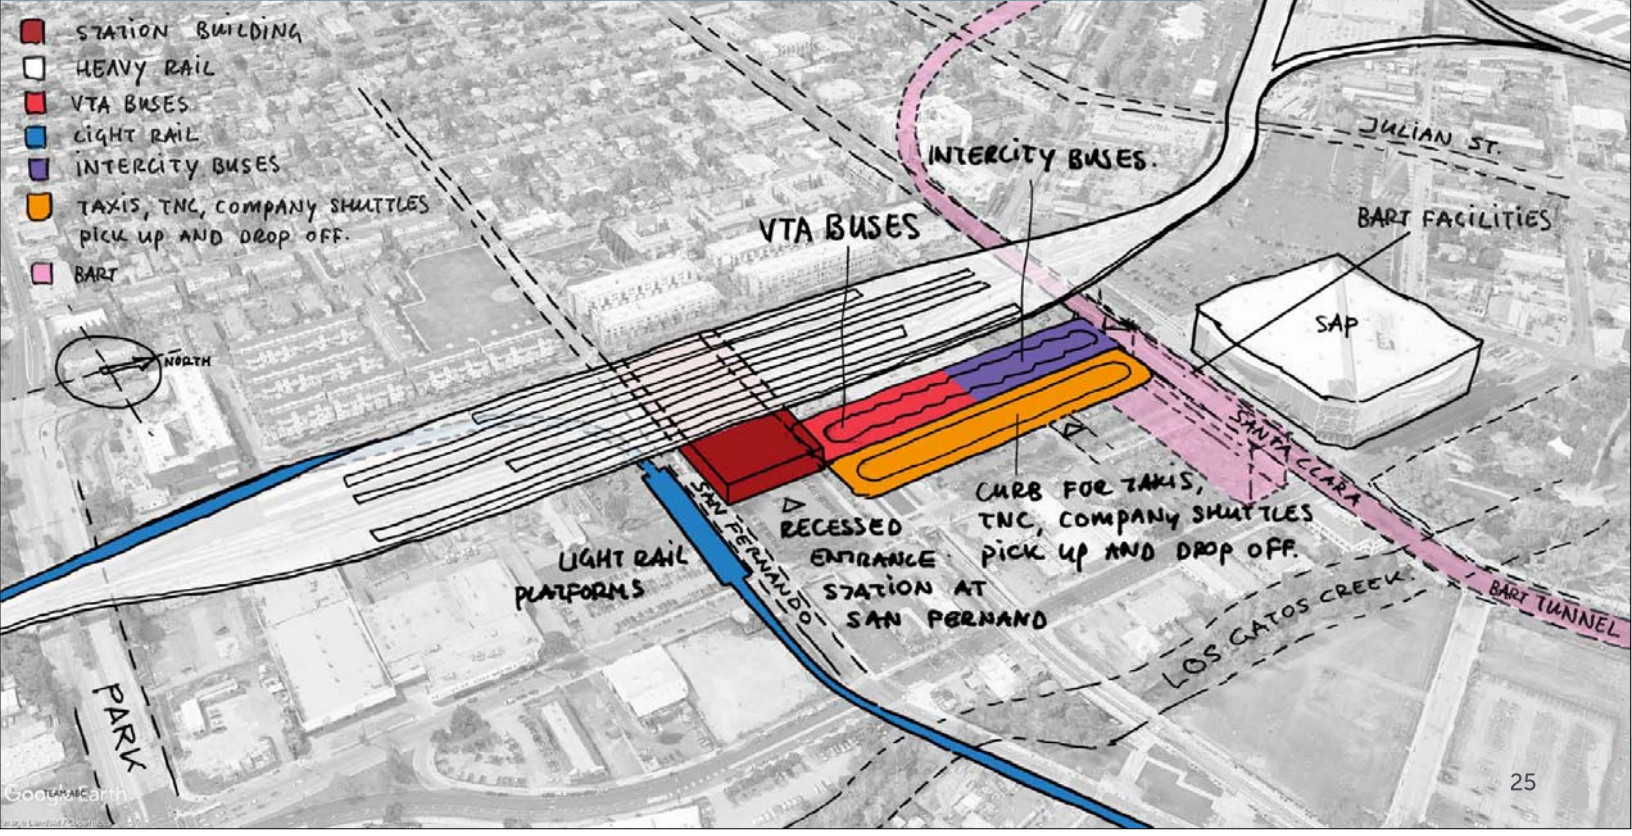 STATION BUILDING
HEAVY RAIL
VTA BUSES
LIGHT RAIL
INTERCITY BUSES
TAXIS, TNC, COMPANY SHUTTLES
PICK UP AND DROP OFF.
BART
NORTH
INTERCITY BUSES.
VTA BUSES
JULIAN ST.
BART FACILITIES
SAP
SANTA CLARA
CURB FOR TAXIS,
TNC, COMPANY SHUTTLES
PICK UP AND DROP OFF.
SAN FERNANDO
RECESSED
ENTRANCE
STATION AT
SAN PERNAND
LIGHT RAIL
PLATFORMS
LOS GATOS CREEK.
BART TUNNEL
PARK
25
Google Earth
TEAM ABC